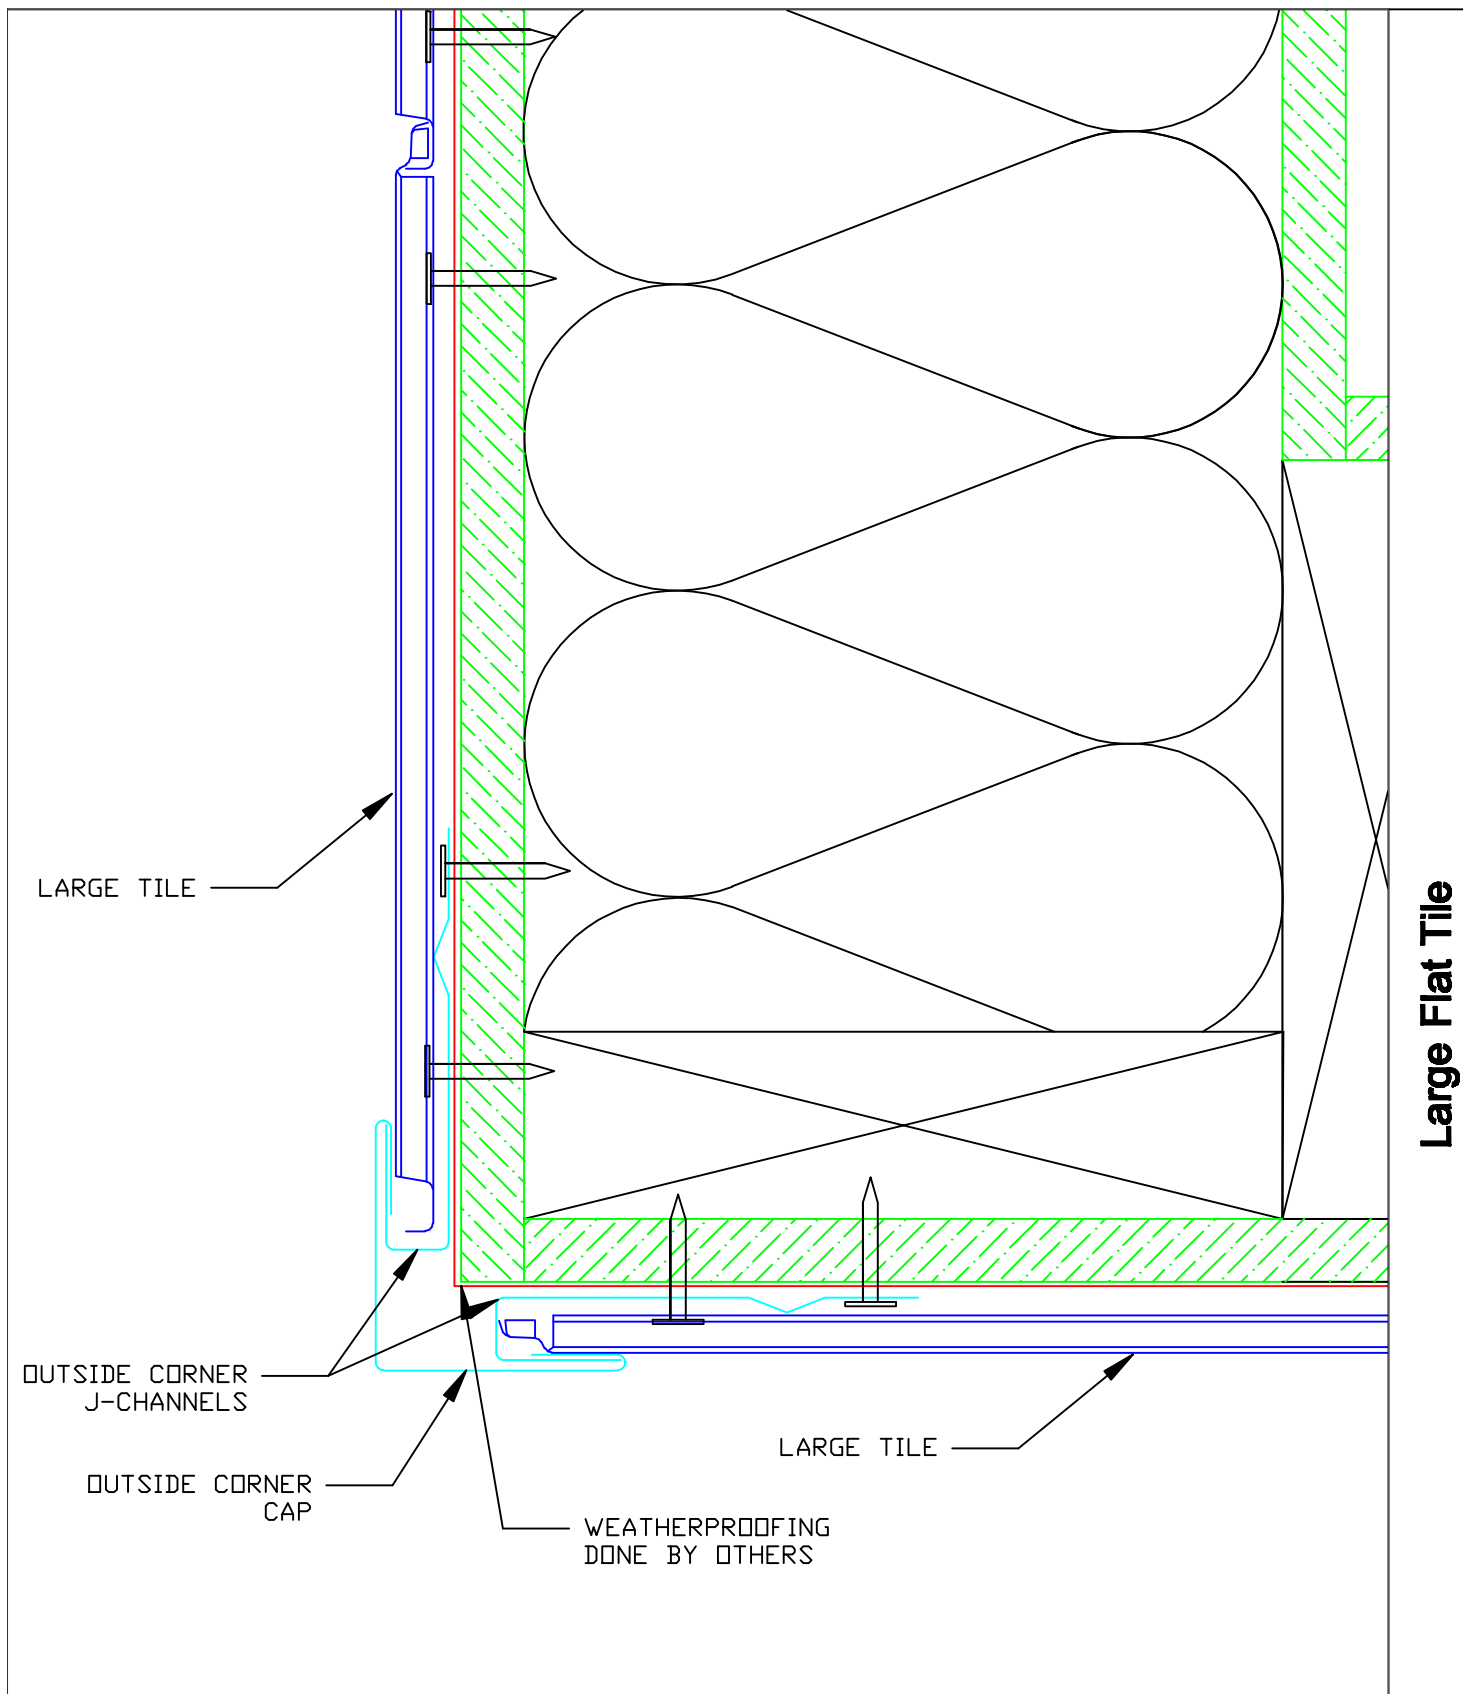 LARGE TILE
OUTSIDE CORNER
J-CHANNELS
OUTSIDE CORNER
CAP
LARGE TILE
WEATHERPROOFING
DONE BY OTHERS
Large Flat Tile